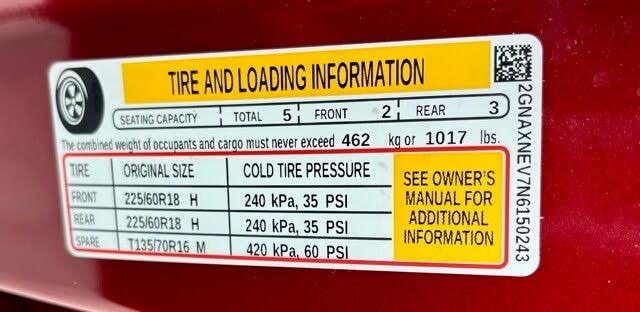 TIRE AND LOADING INFORMATION
SEATING CAPACITY TOTAL 5 FRONT 2 REAR 3
The combined weight of occupants and cargo must never exceed 462 kg or 1017 lbs.
TIRE ORIGINAL SIZE COLD TIRE PRESSURE
FRONT 225/60R18 H 240 kPa, 35 PSI
REAR 225/60R18 H 240 kPa, 35 PSI
SPARE T135/70R16 M 420 kPa, 60 PSI
SEE OWNER'S
MANUAL FOR
ADDITIONAL
INFORMATION
2GNAXNEV7N6150243